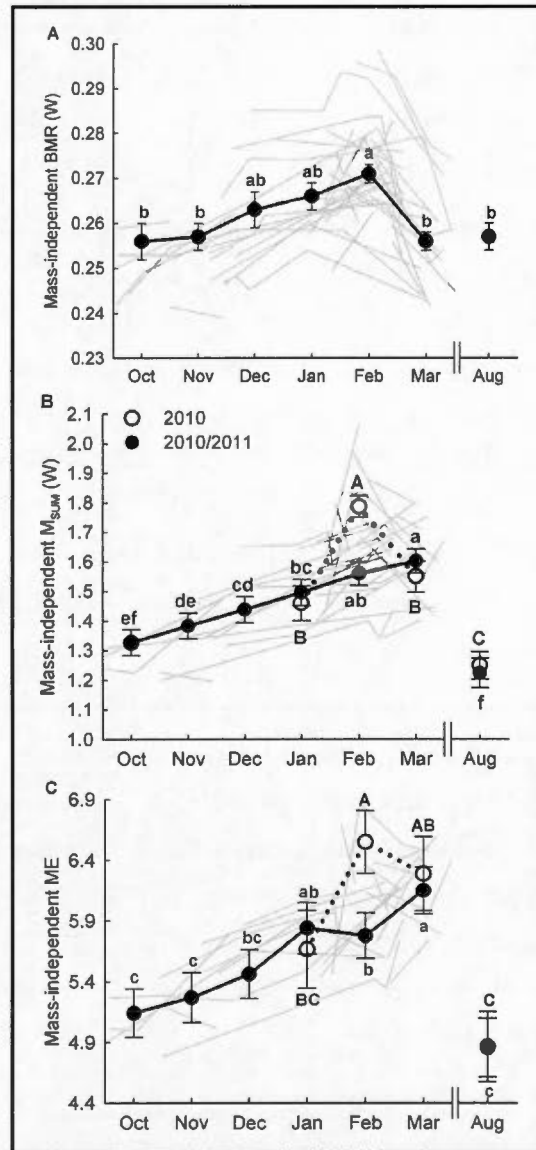 A
0.30
0.29
0.28
0.27
0.26
0.25
0.24
0.23
Mass-independent BMR (W)
b b ab ab a b b
Oct Nov Dec Jan Feb Mar Aug
B
2.1
2.0
1.9
1.8
1.7
1.6
1.5
1.4
1.3
1.2
1.1
1.0
Mass-independent MSUM (W)
2010
2010/2011
A
ef de cd bc ab a
B B
C
f
Oct Nov Dec Jan Feb Mar Aug
C
6.9
6.4
5.9
5.4
4.9
4.4
Mass-independent ME
A AB
c c bc ab b a
BC
C
c
Oct Nov Dec Jan Feb Mar Aug